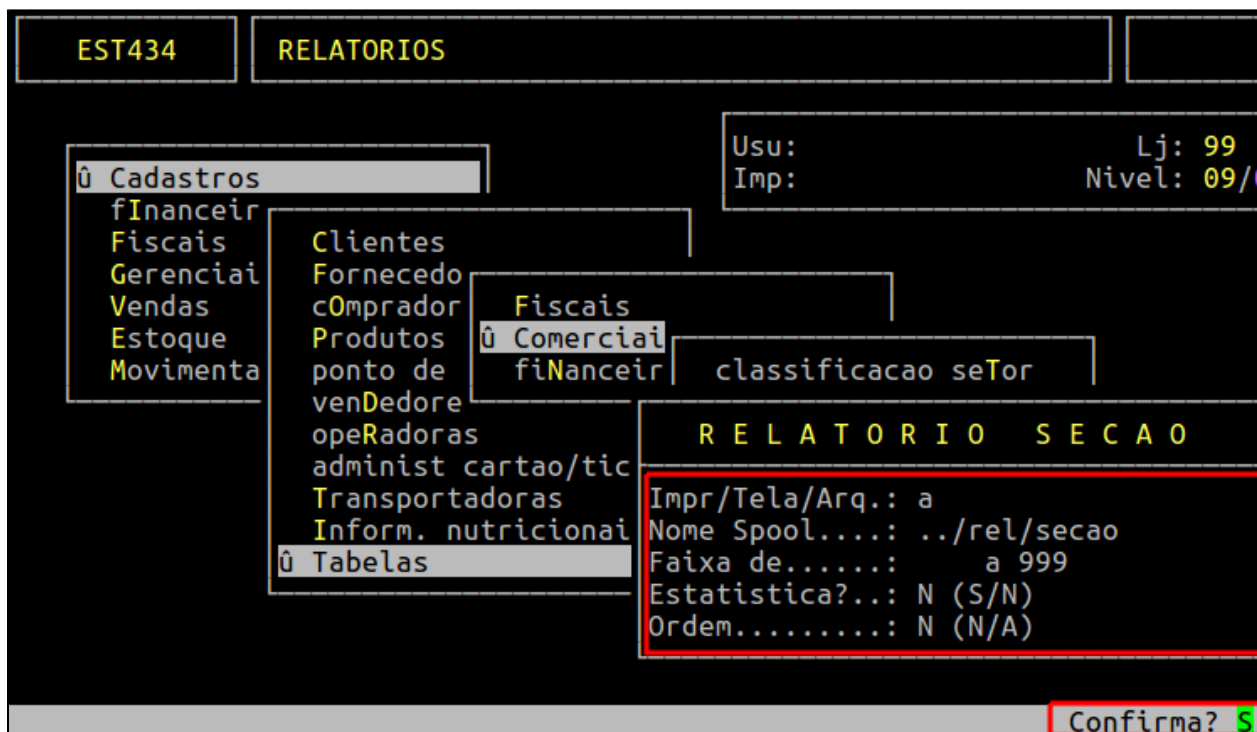 EST434 RELATORIOS
Usu: Lj: 99
Imp: Nivel: 09/
û Cadastros
fInanceir
Fiscais
Gerenciai
Vendas
Estoque
Movimenta
Clientes
Fornecedo
cOmprador
Produtos
ponto de
venDedore
opeRadoras
administ cartao/tic
Transportadoras
Inform. nutricionai
û Tabelas
Fiscais
û Comerciai
fiNanceir
classificacao seTor
R E L A T O R I O S E C A O
Impr/Tela/Arq.: a
Nome Spool....: ../rel/secao
Faixa de......: a 999
Estatistica?..: N (S/N)
Ordem.........: N (N/A)
Confirma? S